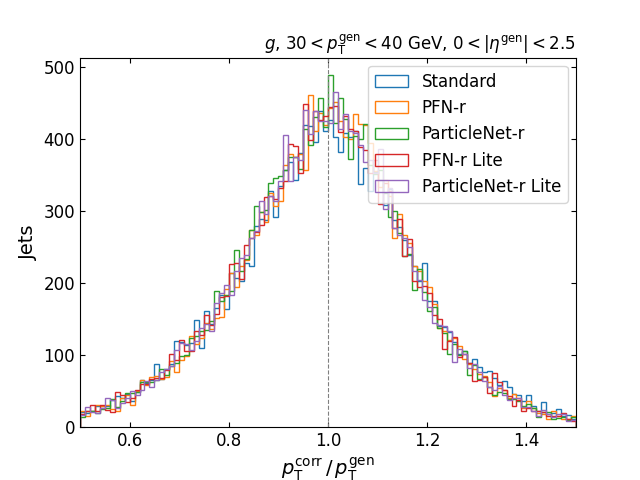 g, 30 < p_T^gen < 40 GeV, 0 < |η^gen| < 2.5
500
400
300
200
100
0
Jets
Standard
PFN-r
ParticleNet-r
PFN-r Lite
ParticleNet-r Lite
0.6 0.8 1.0 1.2 1.4
p_T^corr / p_T^gen